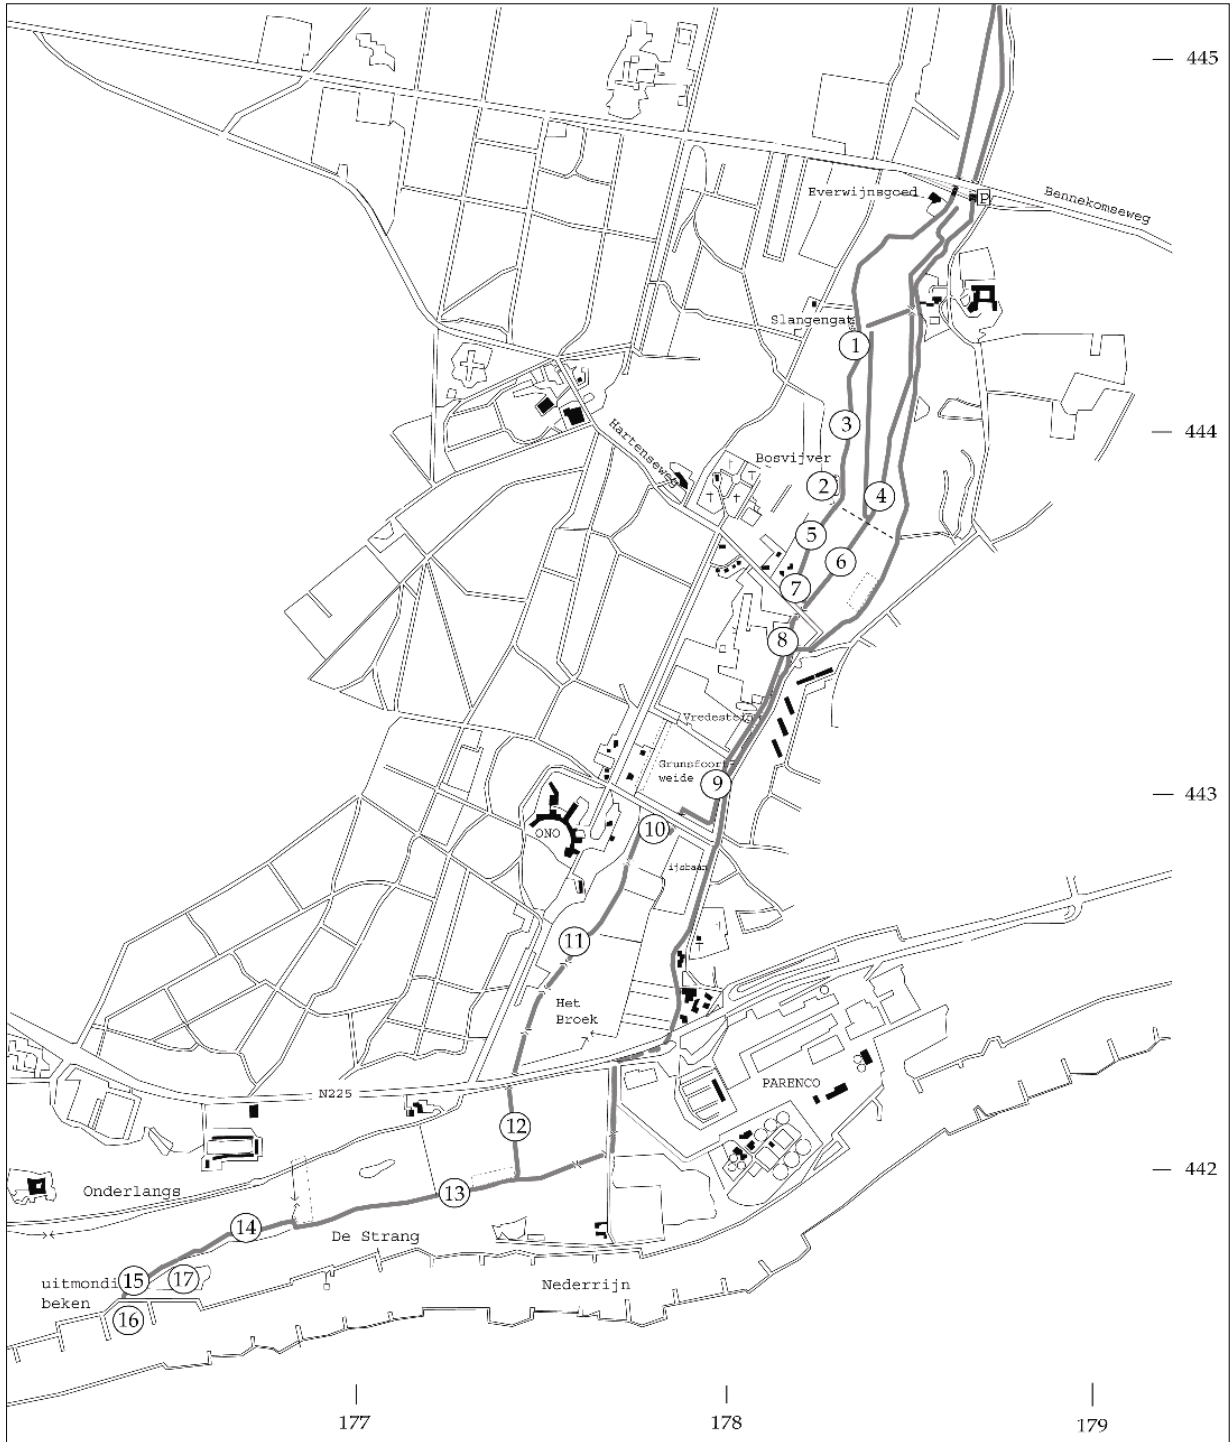 445
Everwijnsgoed
P
Bennekomseweg
Slangengat
1
3
444
Hartenseweg
Bosvijver
2
4
5
6
7
8
Vredestein
Grunsfoort-
weide
9
443
10
ONO
ijsbaan
11
Het
Broek
PARENCO
N225
12
442
Onderlangs
13
14
De Strang
15
17
uitmondi
beken
Nederrijn
16
177
178
179